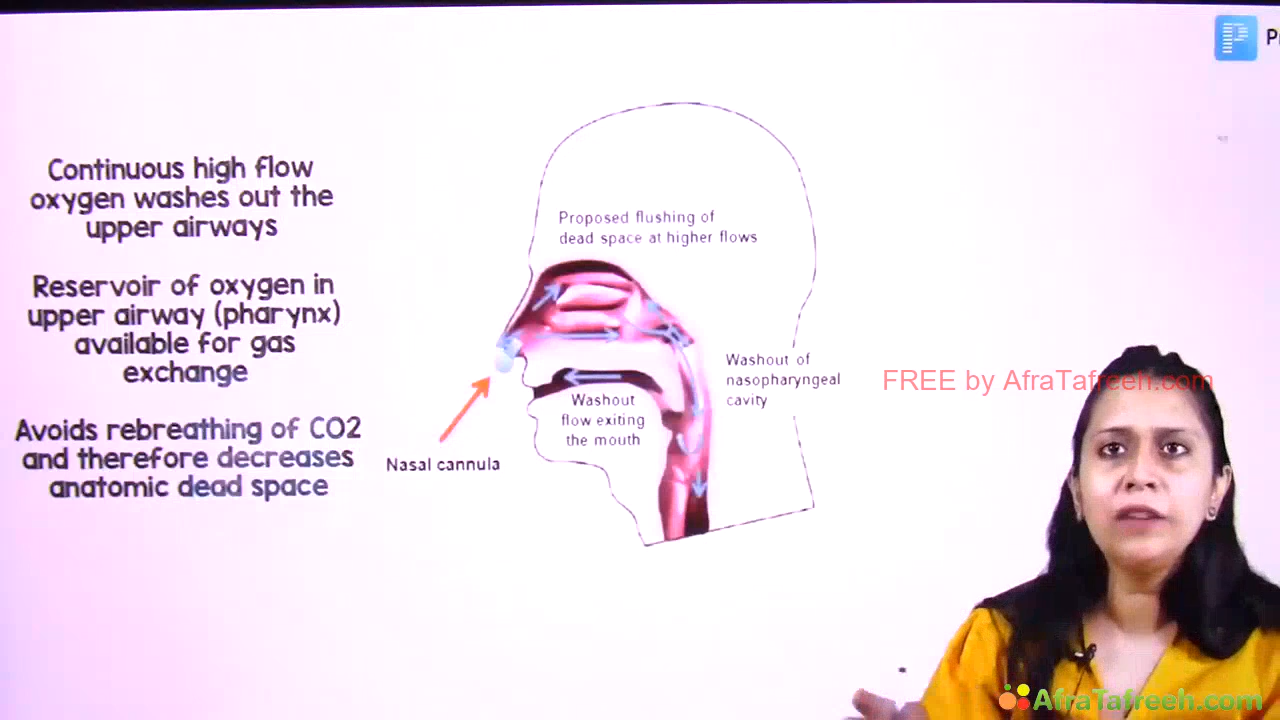 Continuous high flow
oxygen washes out the
upper airways
Reservoir of oxygen in
upper airway (pharynx)
available for gas
exchange
Avoids rebreathing of CO2
and therefore decreases
anatomic dead space
Proposed flushing of
dead space at higher flows
Washout of
nasopharyngeal
cavity
Washout
flow exiting
the mouth
Nasal cannula
FREE by AfraTafreeh.com
AfraTafreeh.com